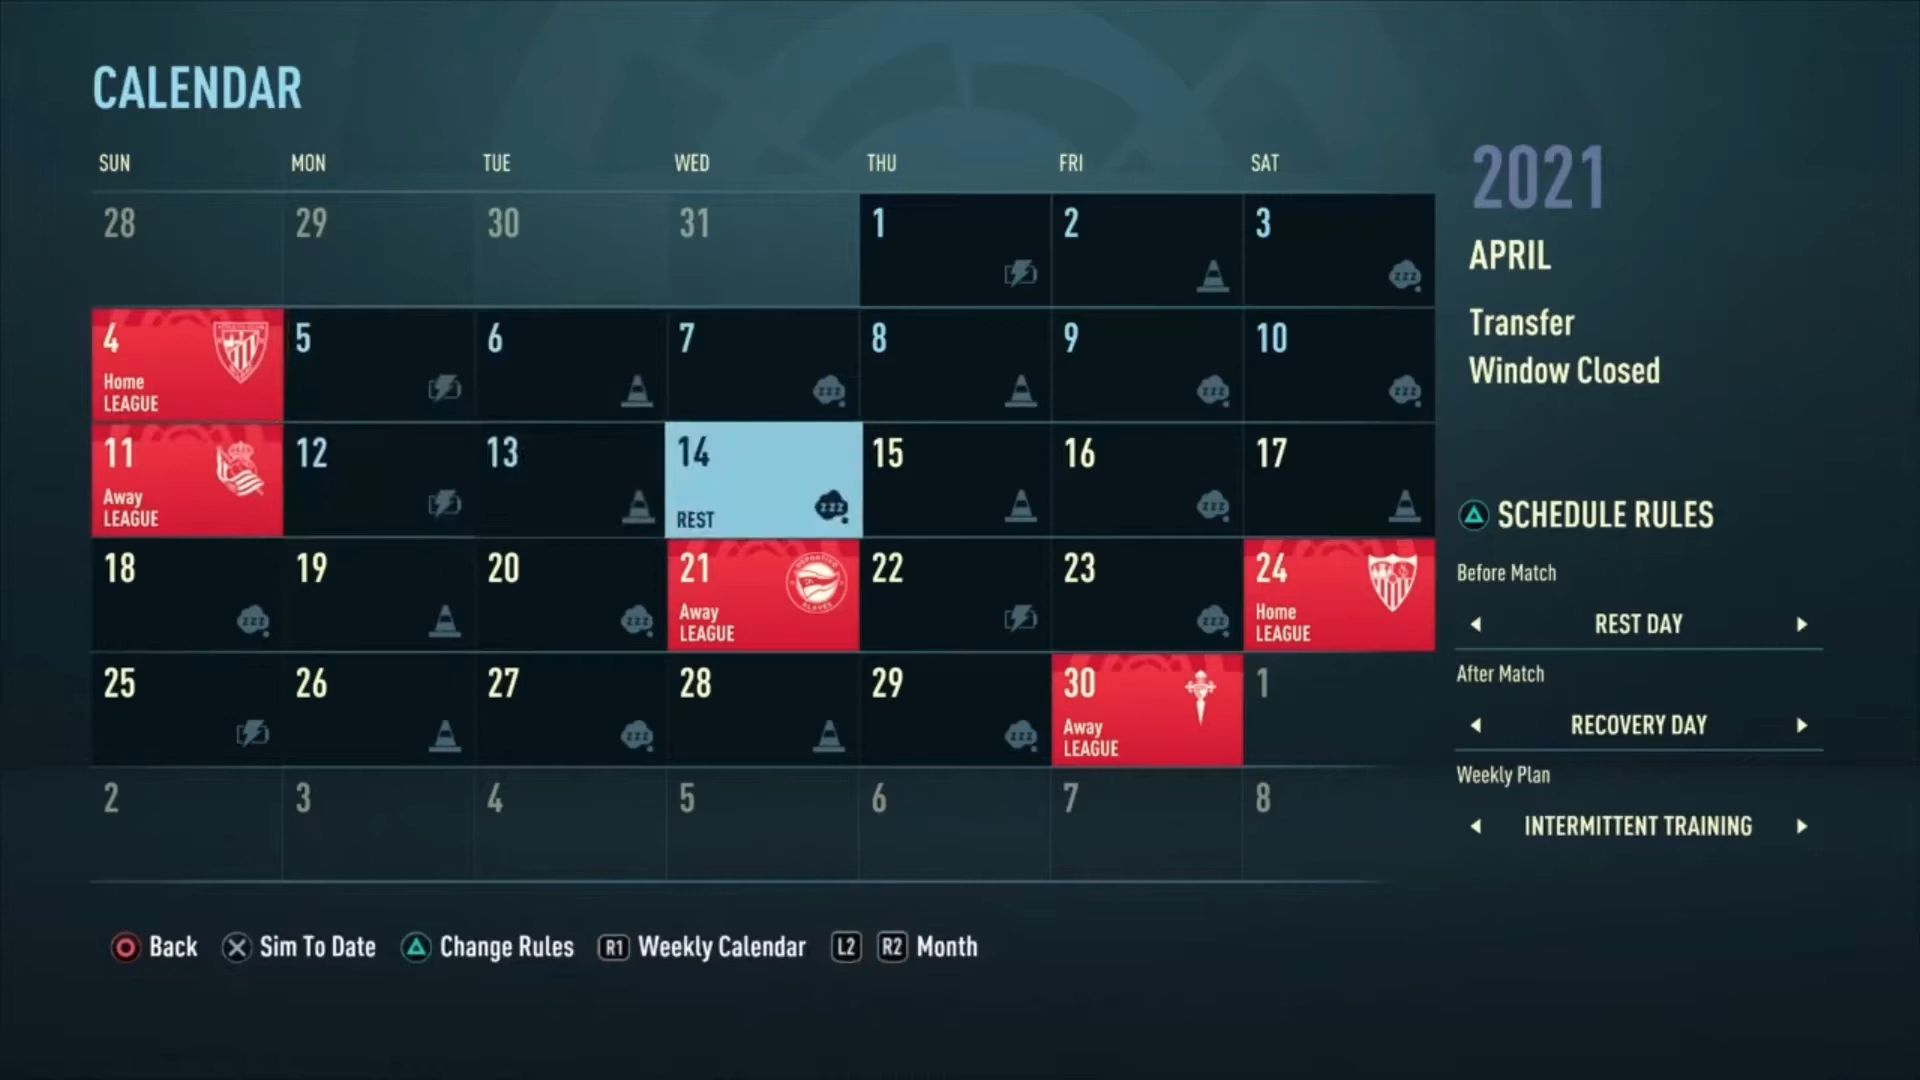 CALENDAR
SUN MON TUE WED THU FRI SAT
28 29 30 31 1 2 3
4 5 6 7 8 9 10
Home
LEAGUE
11 12 13 14 15 16 17
Away
LEAGUE
REST
18 19 20 21 22 23 24
Away
LEAGUE
Home
LEAGUE
25 26 27 28 29 30 1
Away
LEAGUE
2 3 4 5 6 7 8
2021
APRIL
Transfer
Window Closed
SCHEDULE RULES
Before Match
REST DAY
After Match
RECOVERY DAY
Weekly Plan
INTERMITTENT TRAINING
Back Sim To Date Change Rules R1 Weekly Calendar L2 R2 Month